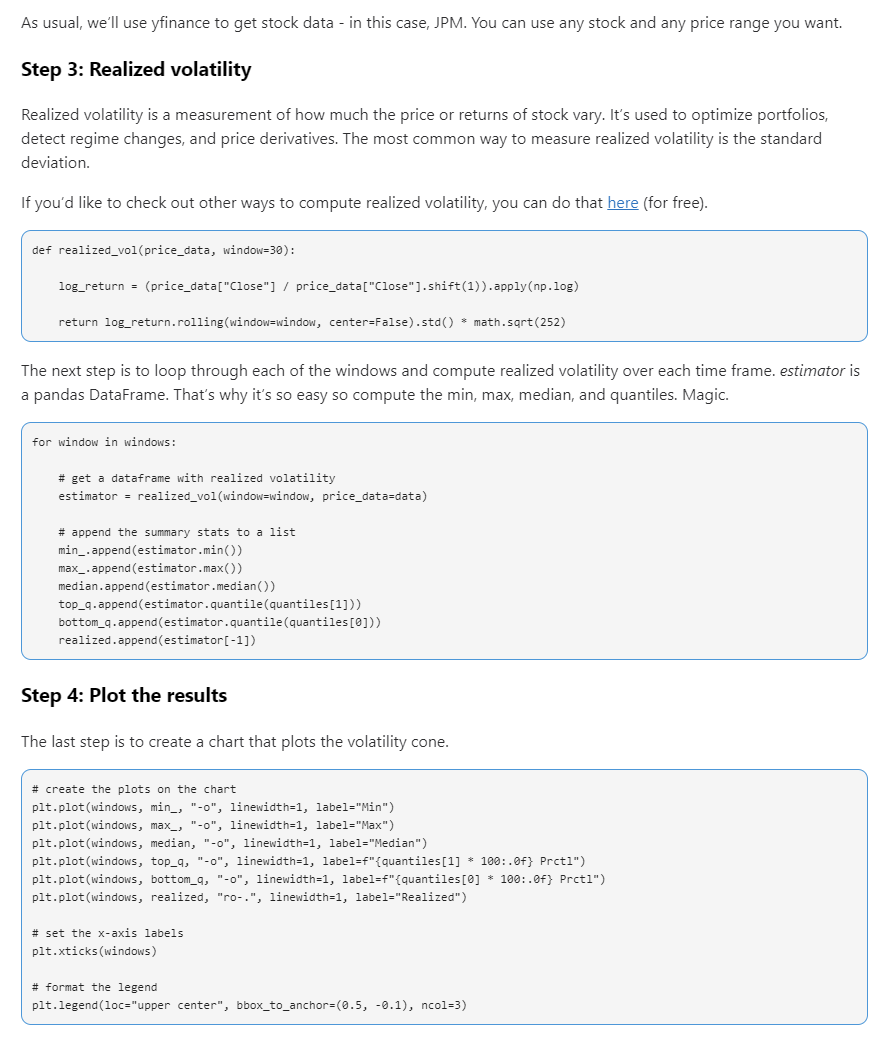 As usual, we'll use yfinance to get stock data - in this case, JPM. You can use any stock and any price range you want.
Step 3: Realized volatility
Realized volatility is a measurement of how much the price or returns of stock vary. It's used to optimize portfolios,
detect regime changes, and price derivatives. The most common way to measure realized volatility is the standard
deviation.
If you'd like to check out other ways to compute realized volatility, you can do that here (for free).
def realized_vol(price_data, window=30):
    log_return = (price_data["Close"] / price_data["Close"].shift(1)).apply(np.log)
    return log_return.rolling(window=window, center=False).std() * math.sqrt(252)
The next step is to loop through each of the windows and compute realized volatility over each time frame. estimator is
a pandas DataFrame. That's why it's so easy so compute the min, max, median, and quantiles. Magic.
for window in windows:
    # get a dataframe with realized volatility
    estimator = realized_vol(window=window, price_data=data)
    # append the summary stats to a list
    min_.append(estimator.min())
    max_.append(estimator.max())
    median.append(estimator.median())
    top_q.append(estimator.quantile(quantiles[1]))
    bottom_q.append(estimator.quantile(quantiles[0]))
    realized.append(estimator[-1])
Step 4: Plot the results
The last step is to create a chart that plots the volatility cone.
# create the plots on the chart
plt.plot(windows, min_, "-o", linewidth=1, label="Min")
plt.plot(windows, max_, "-o", linewidth=1, label="Max")
plt.plot(windows, median, "-o", linewidth=1, label="Median")
plt.plot(windows, top_q, "-o", linewidth=1, label=f"{quantiles[1] * 100:.0f} Prctl")
plt.plot(windows, bottom_q, "-o", linewidth=1, label=f"{quantiles[0] * 100:.0f} Prctl")
plt.plot(windows, realized, "ro-.", linewidth=1, label="Realized")
# set the x-axis labels
plt.xticks(windows)
# format the legend
plt.legend(loc="upper center", bbox_to_anchor=(0.5, -0.1), ncol=3)